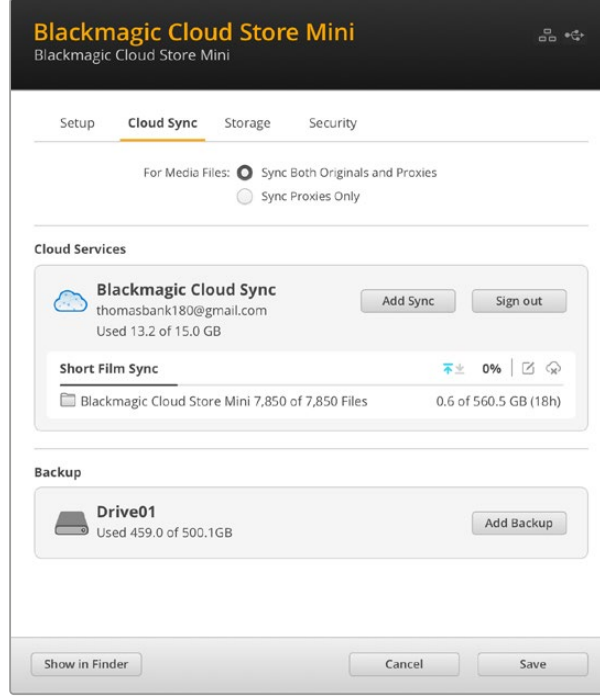 Blackmagic Cloud Store Mini
Blackmagic Cloud Store Mini
Setup Cloud Sync Storage Security
For Media Files: Sync Both Originals and Proxies
Sync Proxies Only
Cloud Services
Blackmagic Cloud Sync
thomasbank180@gmail.com
Used 13.2 of 15.0 GB
Add Sync Sign out
Short Film Sync 0%
Blackmagic Cloud Store Mini 7,850 of 7,850 Files 0.6 of 560.5 GB (18h)
Backup
Drive01
Used 459.0 of 500.1GB
Add Backup
Show in Finder Cancel Save